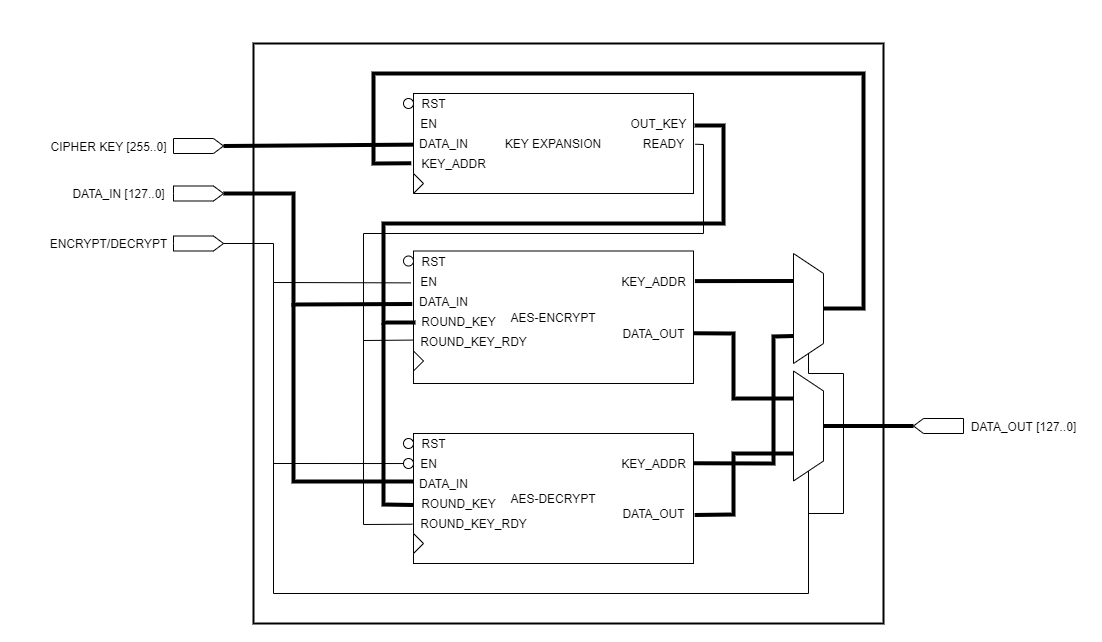 RST
EN
OUT_KEY
CIPHER KEY [255..0]
DATA_IN
KEY EXPANSION
READY
KEY_ADDR
DATA_IN [127..0]
ENCRYPT/DECRYPT
RST
EN
KEY_ADDR
DATA_IN
ROUND_KEY
AES-ENCRYPT
DATA_OUT
ROUND_KEY_RDY
DATA_OUT [127..0]
RST
EN
KEY_ADDR
DATA_IN
ROUND_KEY
AES-DECRYPT
DATA_OUT
ROUND_KEY_RDY